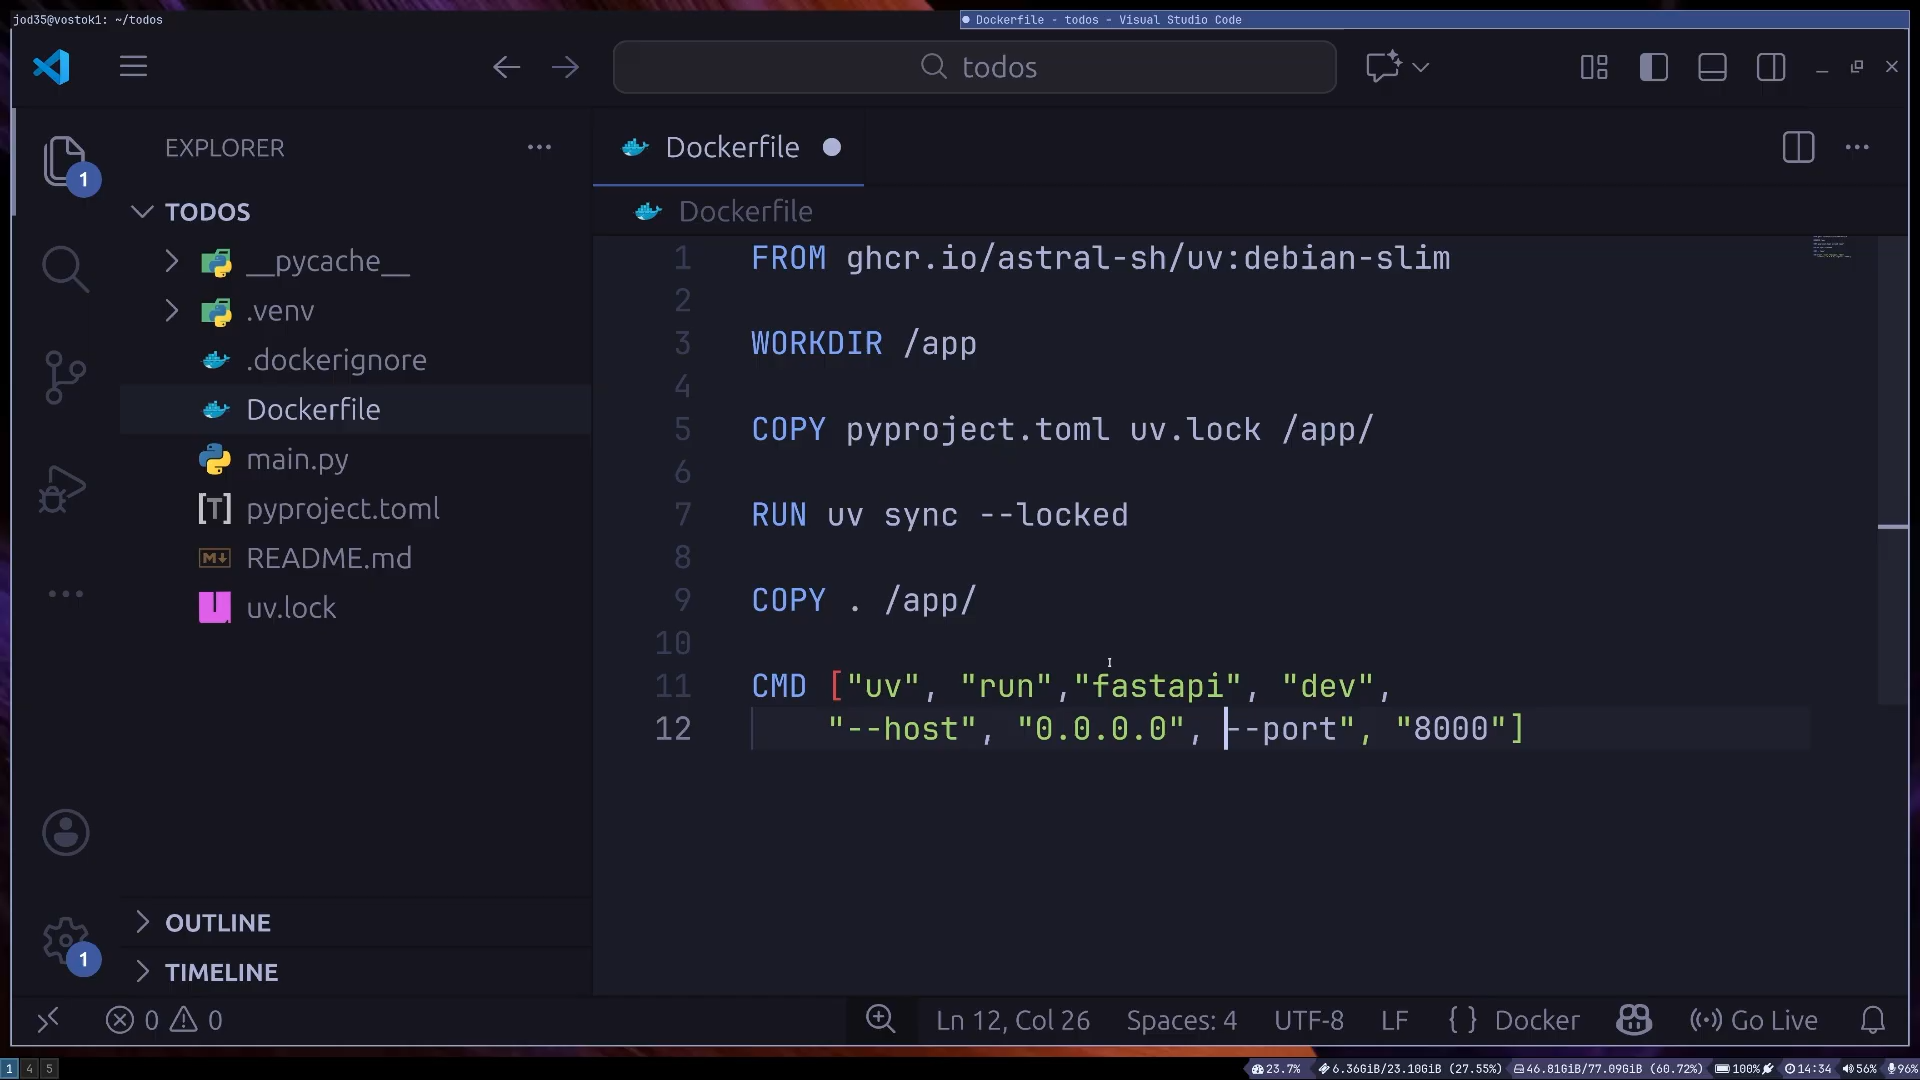 jod35@vostok1: ~/todos
Dockerfile - todos - Visual Studio Code
todos
EXPLORER
TODOS
__pycache__
.venv
.dockerignore
Dockerfile
main.py
pyproject.toml
README.md
uv.lock
OUTLINE
TIMELINE
1
1
Dockerfile
Dockerfile
1 FROM ghcr.io/astral-sh/uv:debian-slim
2
3 WORKDIR /app
4
5 COPY pyproject.toml uv.lock /app/
6
7 RUN uv sync --locked
8
9 COPY . /app/
10
11 CMD ["uv", "run","fastapi", "dev",
12 "--host", "0.0.0.0", --port", "8000"]
0 0
Ln 12, Col 26 Spaces: 4 UTF-8 LF { } Docker Go Live
1 4 5
23.7% 6.36GiB/23.10GiB (27.55%) 46.81GiB/77.09GiB (60.72%) 100% 14:34 56% 96%